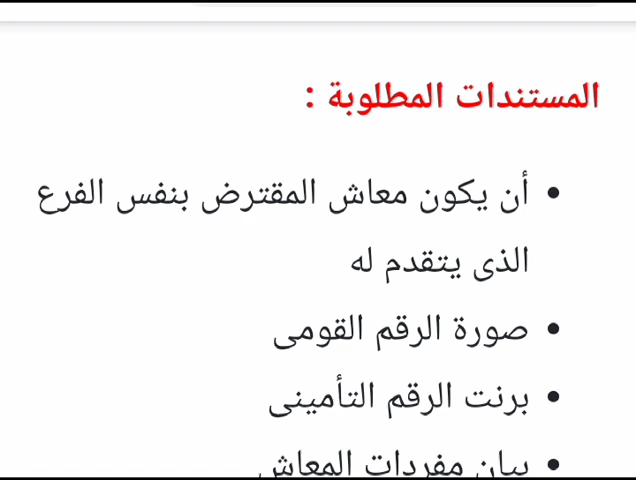 المستندات المطلوبة :
• أن يكون معاش المقترض بنفس الفرع
الذى يتقدم له
• صورة الرقم القومى
• برنت الرقم التأمينى
• بيان مفردات المعاش